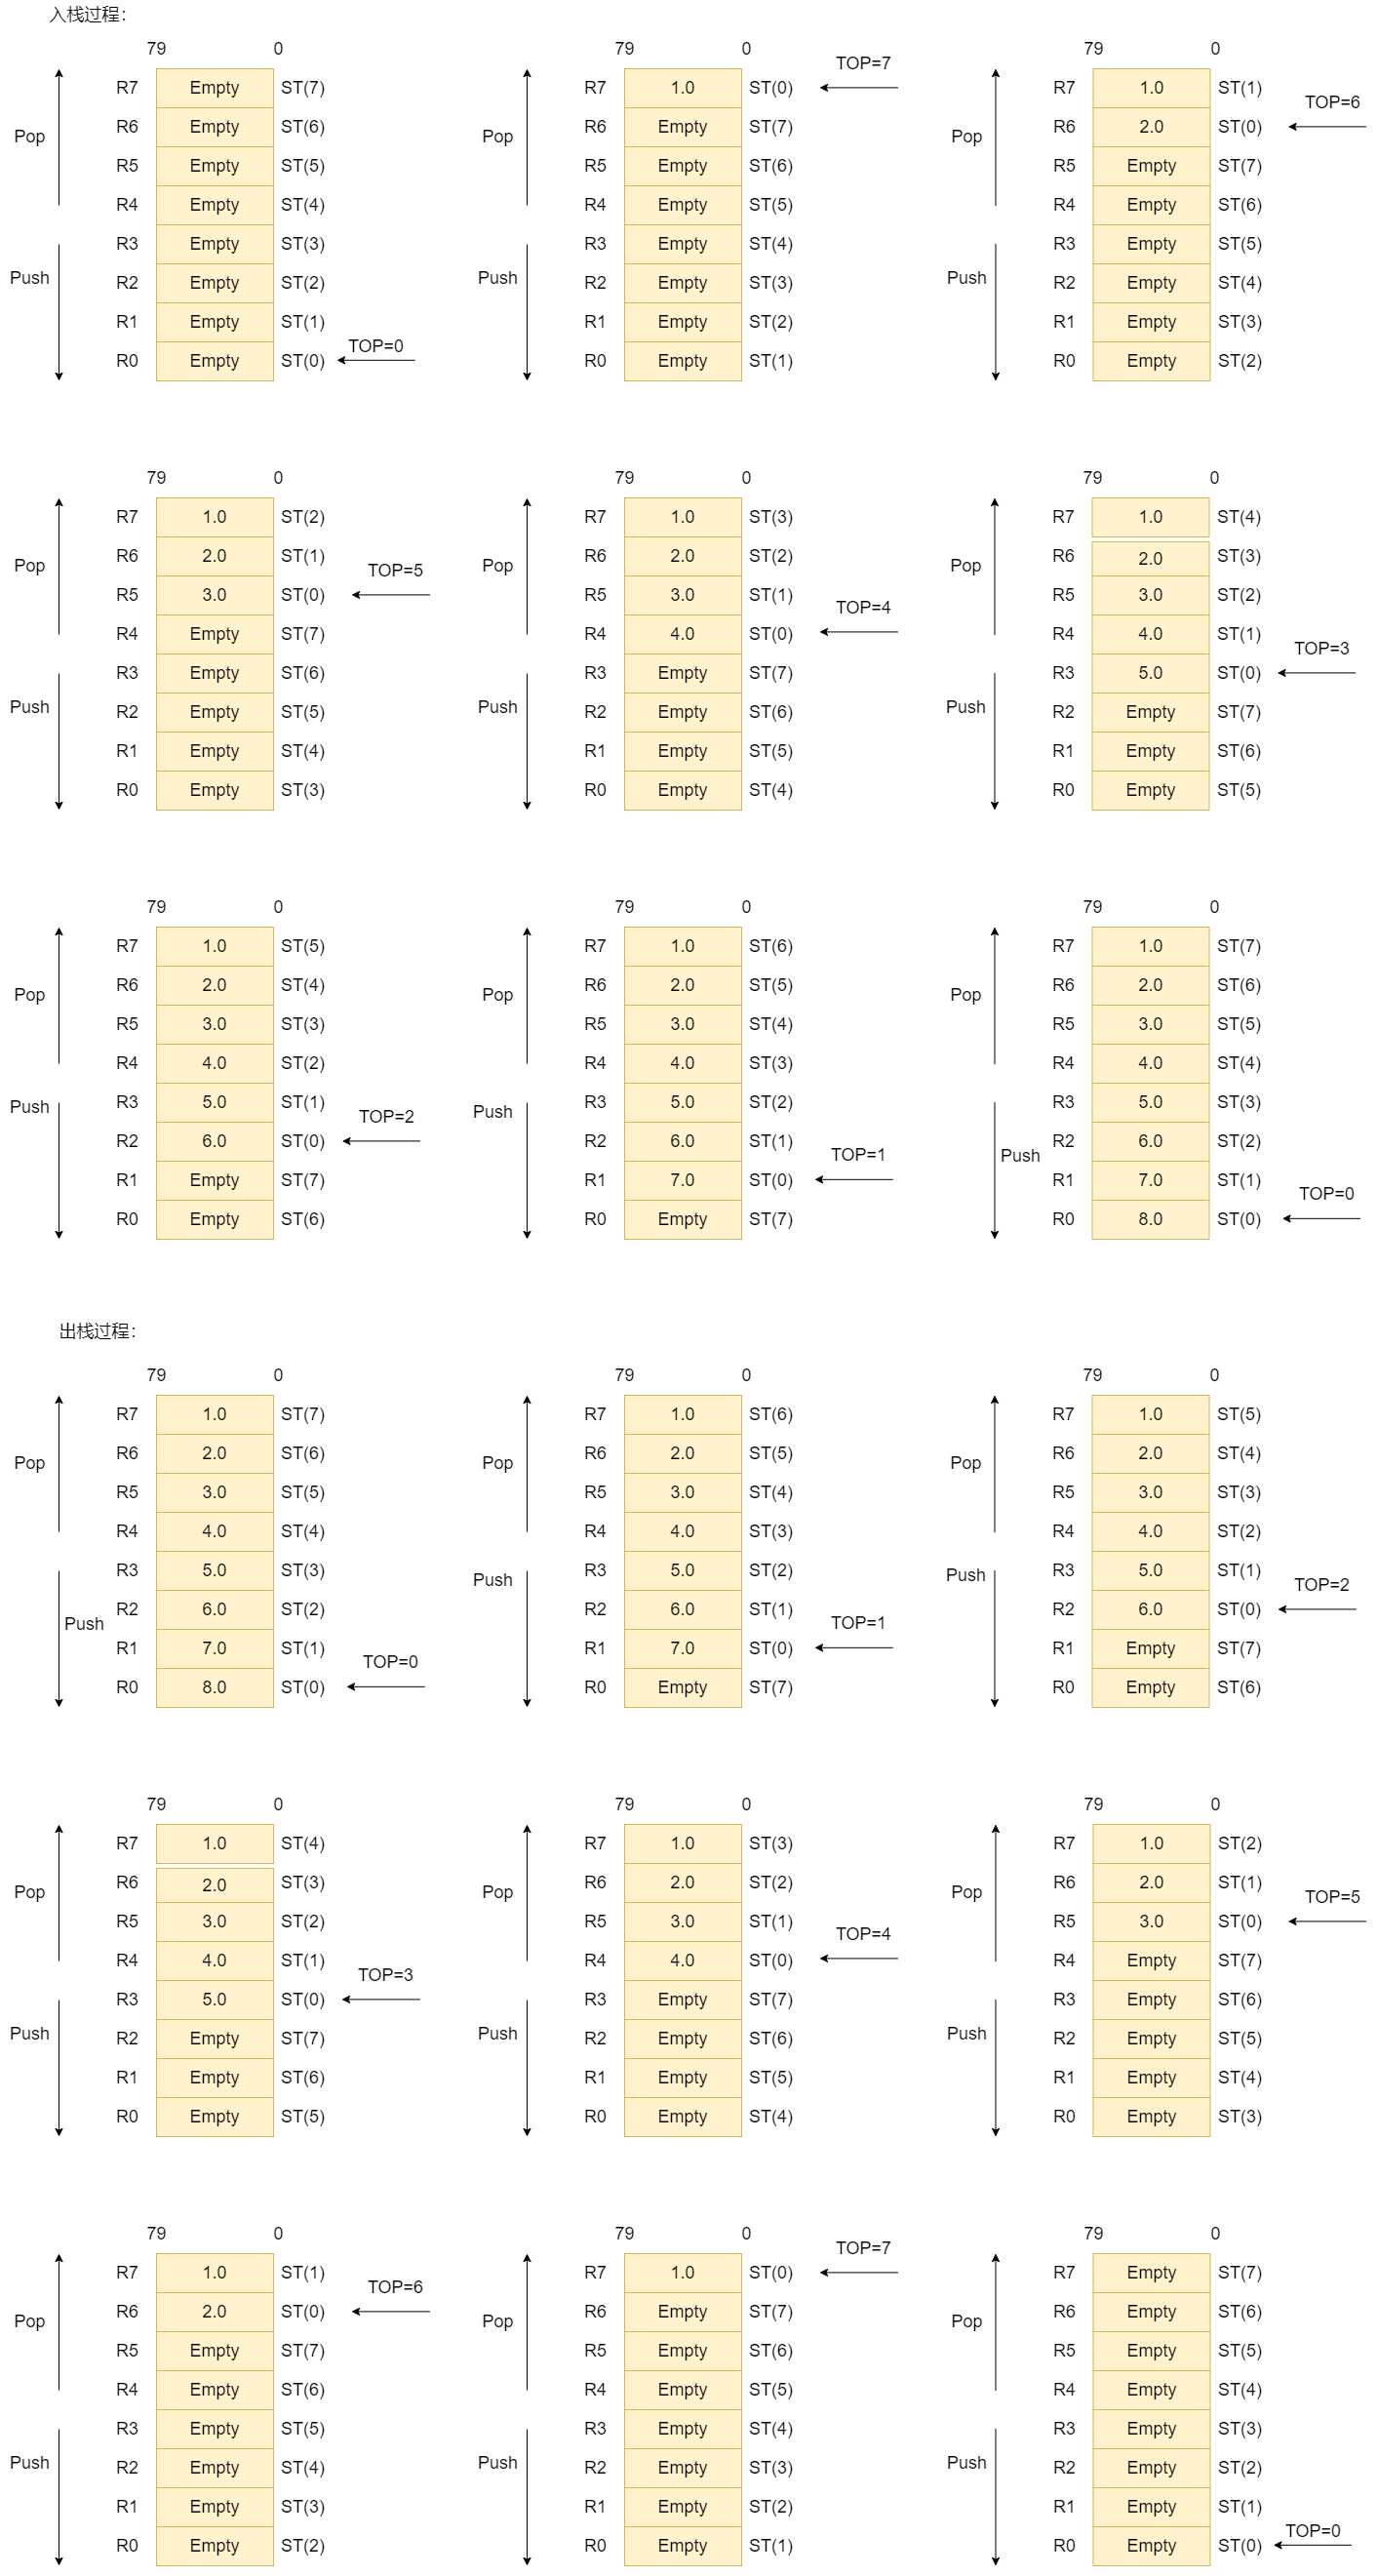 入栈过程：
79 0
R7 Empty ST(7)
Pop R6 Empty ST(6)
R5 Empty ST(5)
R4 Empty ST(4)
R3 Empty ST(3)
Push R2 Empty ST(2)
R1 Empty ST(1)
TOP=0
R0 Empty ST(0)
79 0
TOP=7
R7 1.0 ST(0)
Pop R6 Empty ST(7)
R5 Empty ST(6)
R4 Empty ST(5)
R3 Empty ST(4)
Push R2 Empty ST(3)
R1 Empty ST(2)
R0 Empty ST(1)
79 0
R7 1.0 ST(1)
TOP=6
Pop R6 2.0 ST(0)
R5 Empty ST(7)
R4 Empty ST(6)
R3 Empty ST(5)
Push R2 Empty ST(4)
R1 Empty ST(3)
R0 Empty ST(2)
79 0
R7 1.0 ST(2)
Pop R6 2.0 ST(1)
TOP=5
R5 3.0 ST(0)
R4 Empty ST(7)
R3 Empty ST(6)
Push R2 Empty ST(5)
R1 Empty ST(4)
R0 Empty ST(3)
79 0
R7 1.0 ST(3)
Pop R6 2.0 ST(2)
R5 3.0 ST(1)
TOP=4
R4 4.0 ST(0)
R3 Empty ST(7)
Push R2 Empty ST(6)
R1 Empty ST(5)
R0 Empty ST(4)
79 0
R7 1.0 ST(4)
Pop R6 2.0 ST(3)
R5 3.0 ST(2)
R4 4.0 ST(1)
TOP=3
R3 5.0 ST(0)
Push R2 Empty ST(7)
R1 Empty ST(6)
R0 Empty ST(5)
79 0
R7 1.0 ST(5)
Pop R6 2.0 ST(4)
R5 3.0 ST(3)
R4 4.0 ST(2)
Push R3 5.0 ST(1)
TOP=2
R2 6.0 ST(0)
R1 Empty ST(7)
R0 Empty ST(6)
79 0
R7 1.0 ST(6)
Pop R6 2.0 ST(5)
R5 3.0 ST(4)
R4 4.0 ST(3)
Push R3 5.0 ST(2)
R2 6.0 ST(1)
TOP=1
R1 7.0 ST(0)
R0 Empty ST(7)
79 0
R7 1.0 ST(7)
Pop R6 2.0 ST(6)
R5 3.0 ST(5)
R4 4.0 ST(4)
R3 5.0 ST(3)
Push R2 6.0 ST(2)
R1 7.0 ST(1)
TOP=0
R0 8.0 ST(0)
出栈过程：
79 0
R7 1.0 ST(7)
Pop R6 2.0 ST(6)
R5 3.0 ST(5)
R4 4.0 ST(4)
R3 5.0 ST(3)
Push R2 6.0 ST(2)
R1 7.0 ST(1)
TOP=0
R0 8.0 ST(0)
79 0
R7 1.0 ST(6)
Pop R6 2.0 ST(5)
R5 3.0 ST(4)
R4 4.0 ST(3)
Push R3 5.0 ST(2)
R2 6.0 ST(1)
TOP=1
R1 7.0 ST(0)
R0 Empty ST(7)
79 0
R7 1.0 ST(5)
Pop R6 2.0 ST(4)
R5 3.0 ST(3)
R4 4.0 ST(2)
Push R3 5.0 ST(1)
TOP=2
R2 6.0 ST(0)
R1 Empty ST(7)
R0 Empty ST(6)
79 0
R7 1.0 ST(4)
Pop R6 2.0 ST(3)
R5 3.0 ST(2)
R4 4.0 ST(1)
TOP=3
R3 5.0 ST(0)
Push R2 Empty ST(7)
R1 Empty ST(6)
R0 Empty ST(5)
79 0
R7 1.0 ST(3)
Pop R6 2.0 ST(2)
R5 3.0 ST(1)
TOP=4
R4 4.0 ST(0)
R3 Empty ST(7)
Push R2 Empty ST(6)
R1 Empty ST(5)
R0 Empty ST(4)
79 0
R7 1.0 ST(2)
Pop R6 2.0 ST(1)
TOP=5
R5 3.0 ST(0)
R4 Empty ST(7)
R3 Empty ST(6)
Push R2 Empty ST(5)
R1 Empty ST(4)
R0 Empty ST(3)
79 0
R7 1.0 ST(1)
TOP=6
Pop R6 2.0 ST(0)
R5 Empty ST(7)
R4 Empty ST(6)
R3 Empty ST(5)
Push R2 Empty ST(4)
R1 Empty ST(3)
R0 Empty ST(2)
79 0
TOP=7
R7 1.0 ST(0)
Pop R6 Empty ST(7)
R5 Empty ST(6)
R4 Empty ST(5)
R3 Empty ST(4)
Push R2 Empty ST(3)
R1 Empty ST(2)
R0 Empty ST(1)
79 0
R7 Empty ST(7)
Pop R6 Empty ST(6)
R5 Empty ST(5)
R4 Empty ST(4)
R3 Empty ST(3)
Push R2 Empty ST(2)
R1 Empty ST(1)
TOP=0
R0 Empty ST(0)